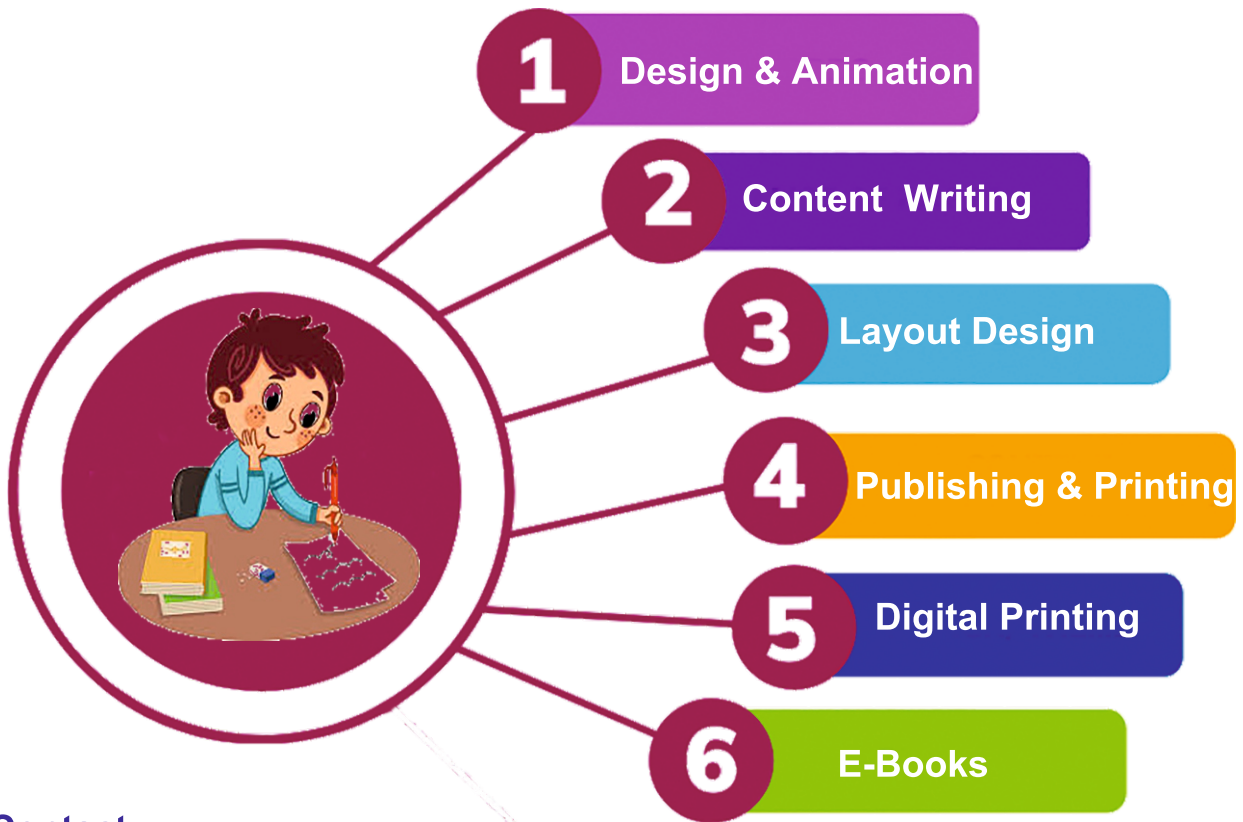 1 Design & Animation
2 Content Writing
3 Layout Design
4 Publishing & Printing
5 Digital Printing
6 E-Books